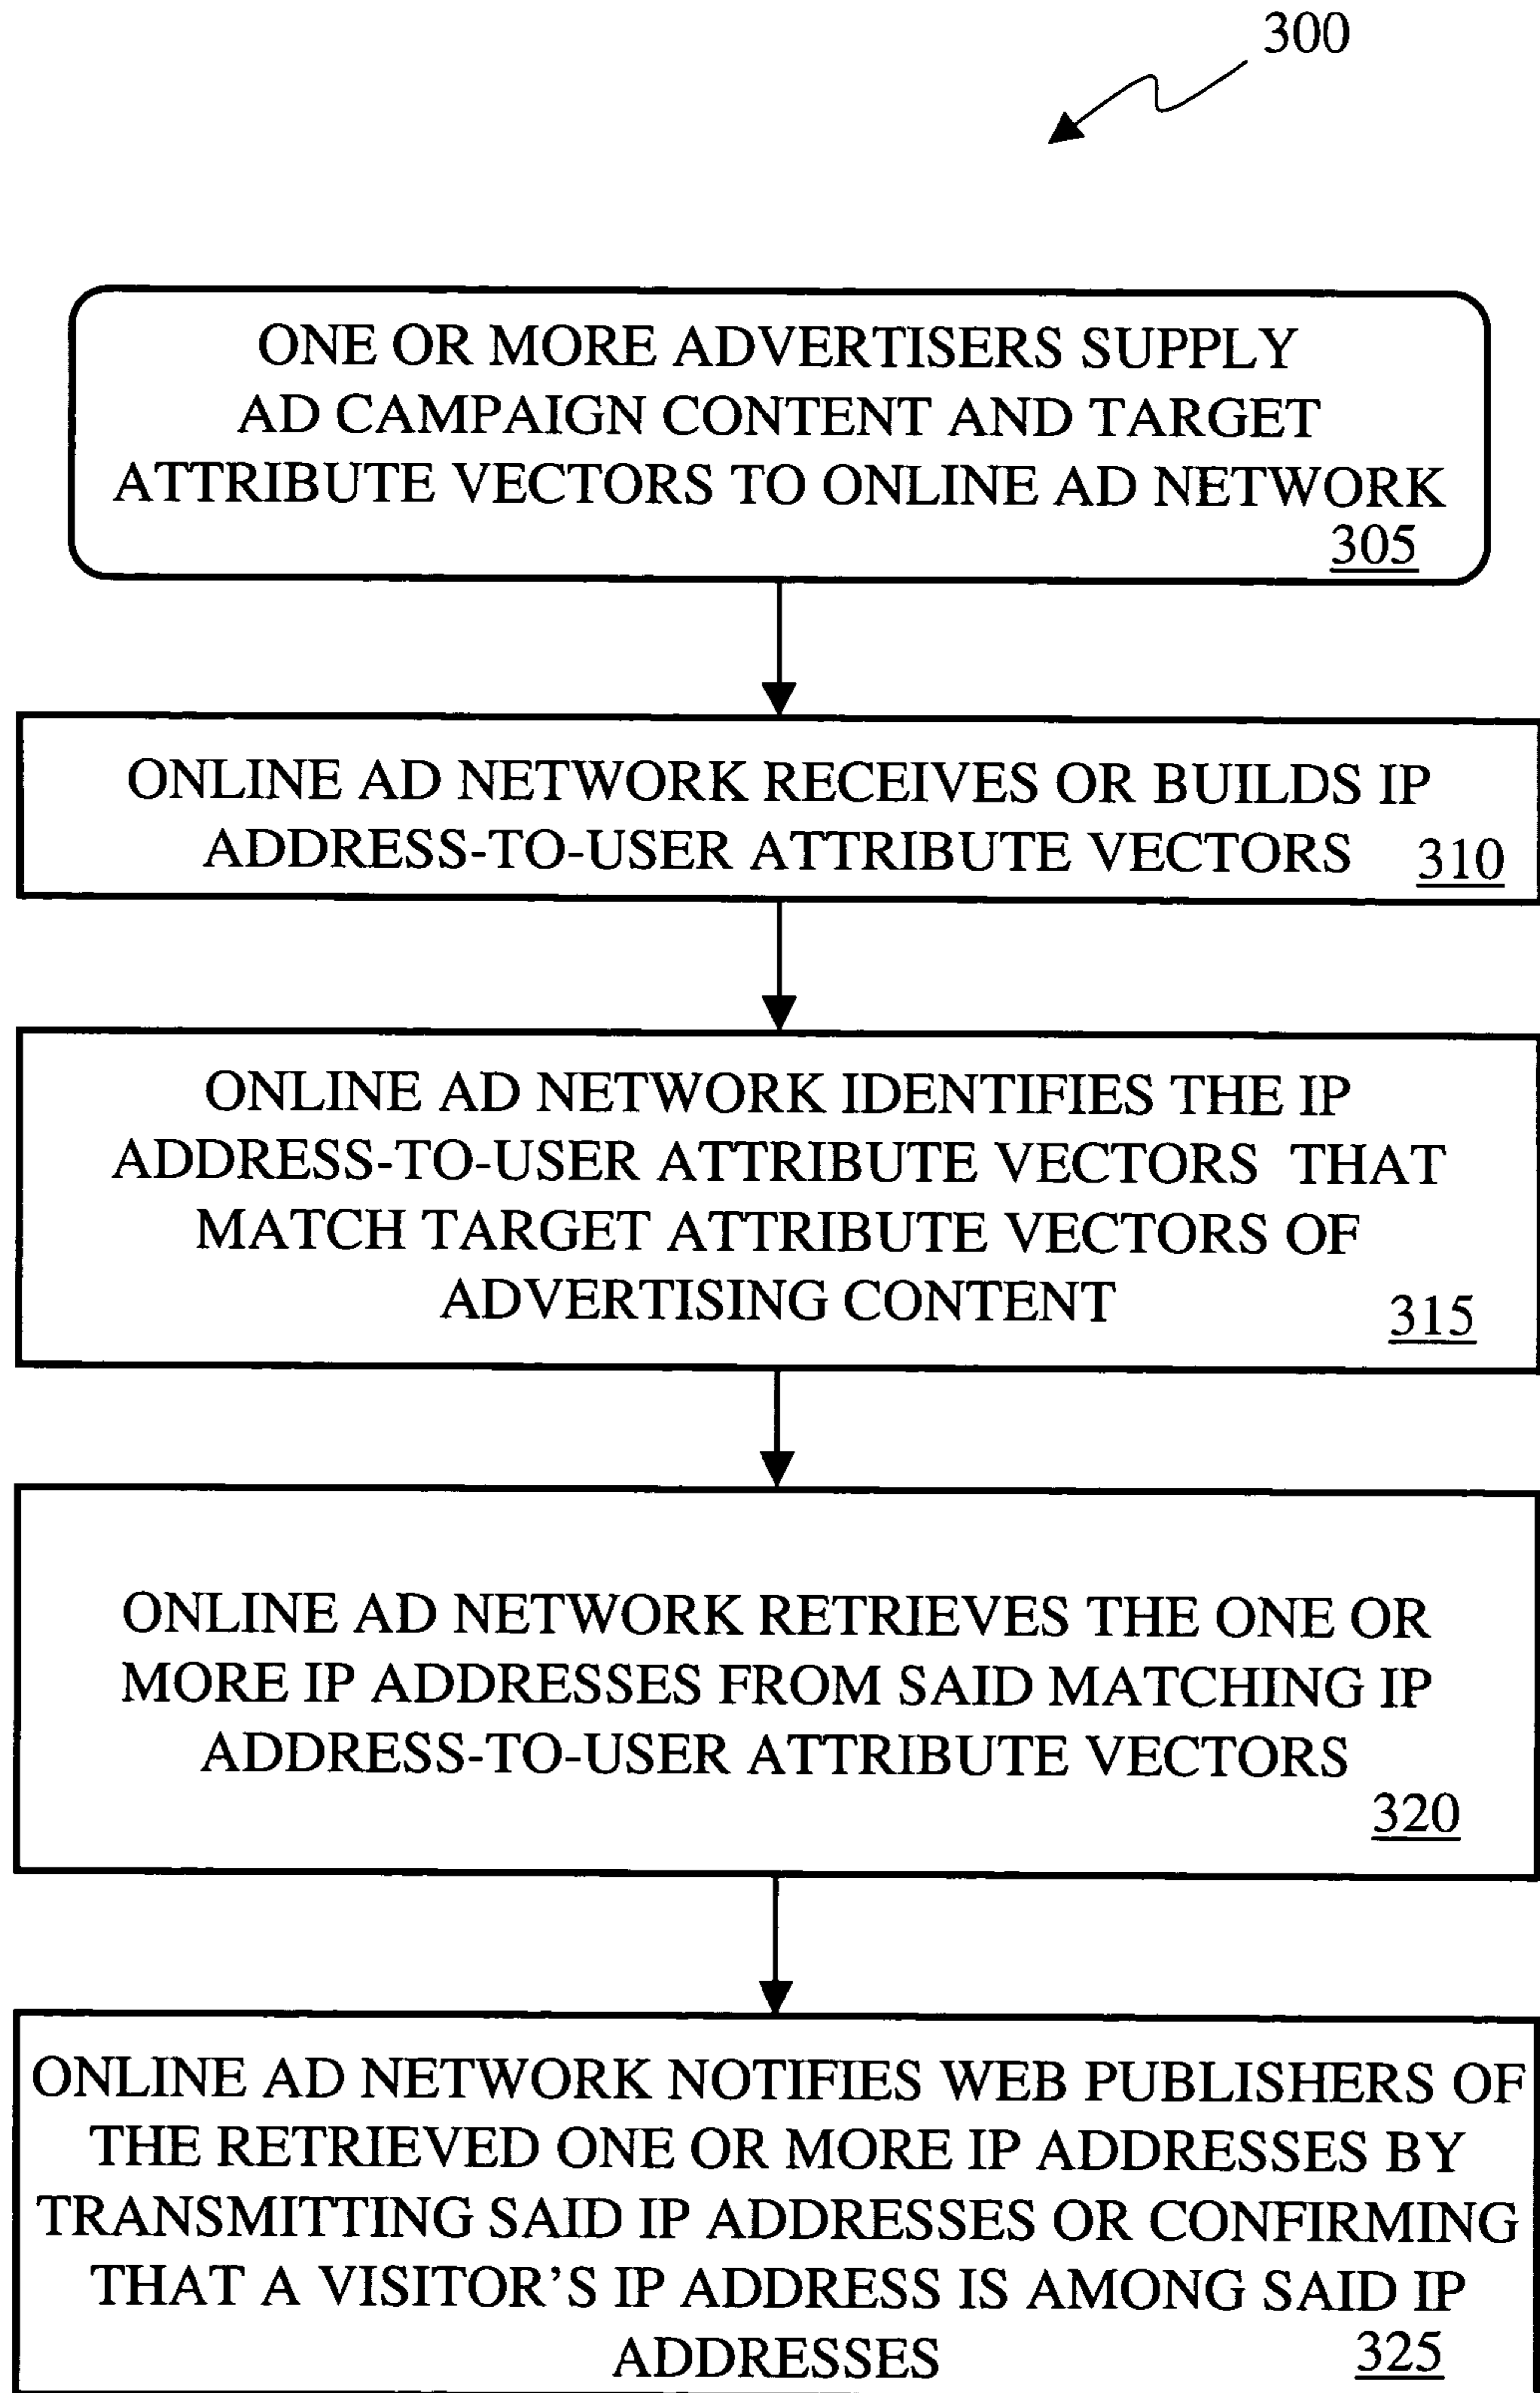 300
ONE OR MORE ADVERTISERS SUPPLY
AD CAMPAIGN CONTENT AND TARGET
ATTRIBUTE VECTORS TO ONLINE AD NETWORK
305
ONLINE AD NETWORK RECEIVES OR BUILDS IP
ADDRESS-TO-USER ATTRIBUTE VECTORS 310
ONLINE AD NETWORK IDENTIFIES THE IP
ADDRESS-TO-USER ATTRIBUTE VECTORS THAT
MATCH TARGET ATTRIBUTE VECTORS OF
ADVERTISING CONTENT 315
ONLINE AD NETWORK RETRIEVES THE ONE OR
MORE IP ADDRESSES FROM SAID MATCHING IP
ADDRESS-TO-USER ATTRIBUTE VECTORS
320
ONLINE AD NETWORK NOTIFIES WEB PUBLISHERS OF
THE RETRIEVED ONE OR MORE IP ADDRESSES BY
TRANSMITTING SAID IP ADDRESSES OR CONFIRMING
THAT A VISITOR'S IP ADDRESS IS AMONG SAID IP
ADDRESSES 325